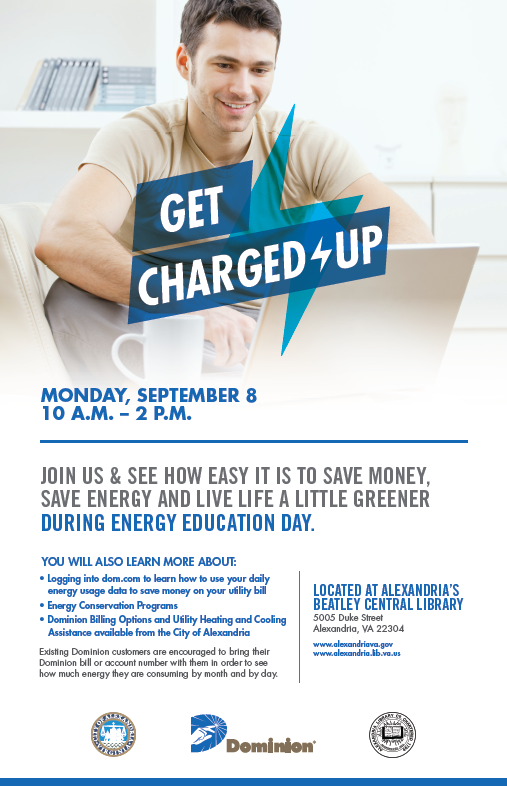 GET
CHARGED UP
MONDAY, SEPTEMBER 8
10 A.M. – 2 P.M.
JOIN US & SEE HOW EASY IT IS TO SAVE MONEY,
SAVE ENERGY AND LIVE LIFE A LITTLE GREENER
DURING ENERGY EDUCATION DAY.
YOU WILL ALSO LEARN MORE ABOUT:
• Logging into dom.com to learn how to use your daily
energy usage data to save money on your utility bill
• Energy Conservation Programs
• Dominion Billing Options and Utility Heating and Cooling
Assistance available from the City of Alexandria
Existing Dominion customers are encouraged to bring their
Dominion bill or account number with them in order to see
how much energy they are consuming by month and by day.
LOCATED AT ALEXANDRIA'S
BEATLEY CENTRAL LIBRARY
5005 Duke Street
Alexandria, VA 22304
www.alexandriava.gov
www.alexandria.lib.va.us
CITY OF ALEXANDRIA
VIRGINIA
Dominion®